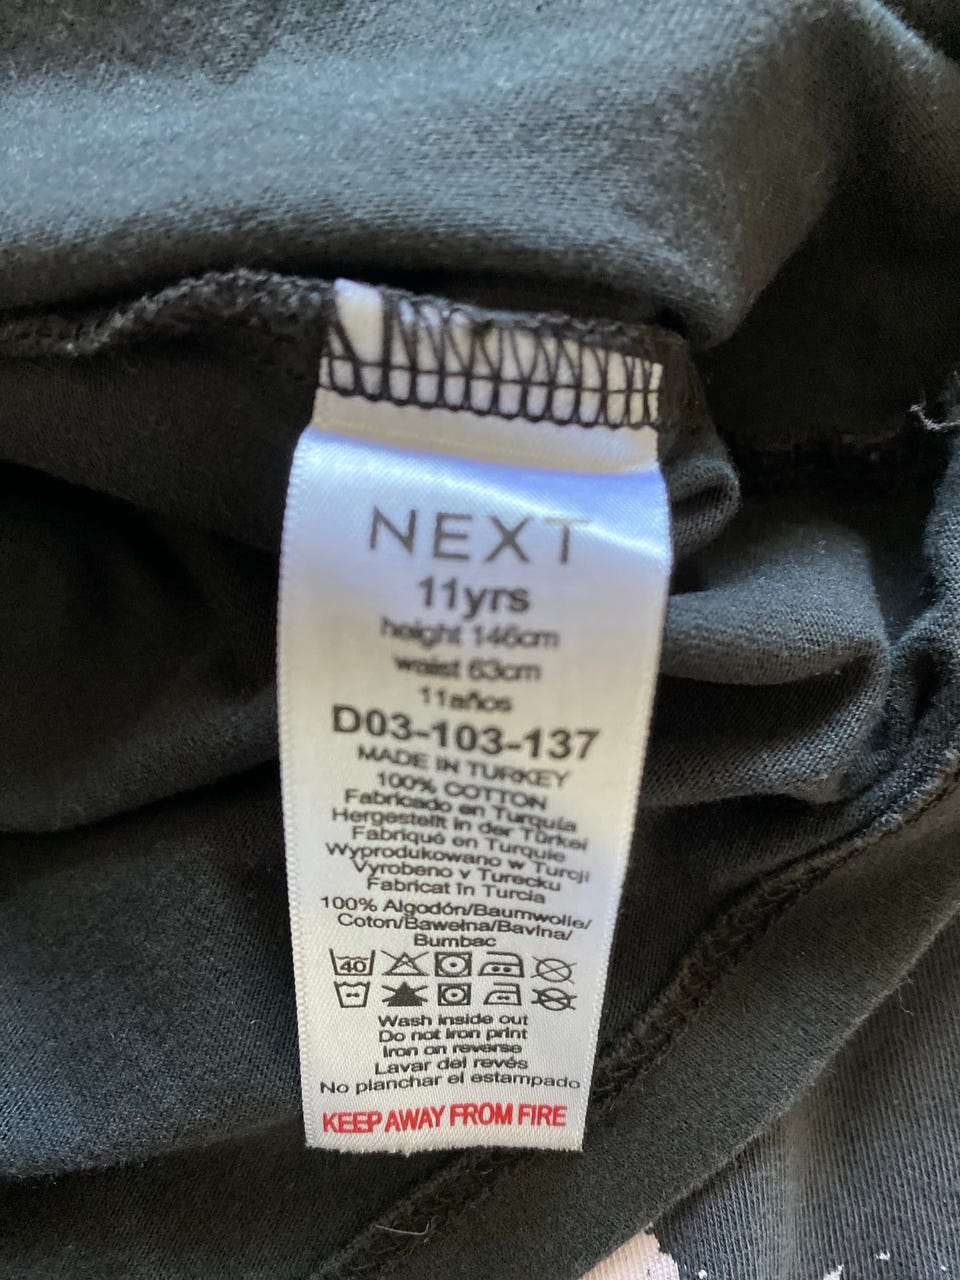 NEXT
11yrs
height 146cm
waist 63cm
11años
D03-103-137
MADE IN TURKEY
100% COTTON
Fabricado en Turquía
Hergestellt in der Türkei
Fabriqué en Turquie
Wyprodukowano w Turcji
Vyrobeno v Turecku
Fabricat în Turcia
100% Algodón/Baumwolle/
Coton/Bawełna/Bavlna/
Bumbac
40
Wash inside out
Do not iron print
Iron on reverse
Lavar del revés
No planchar el estampado
KEEP AWAY FROM FIRE